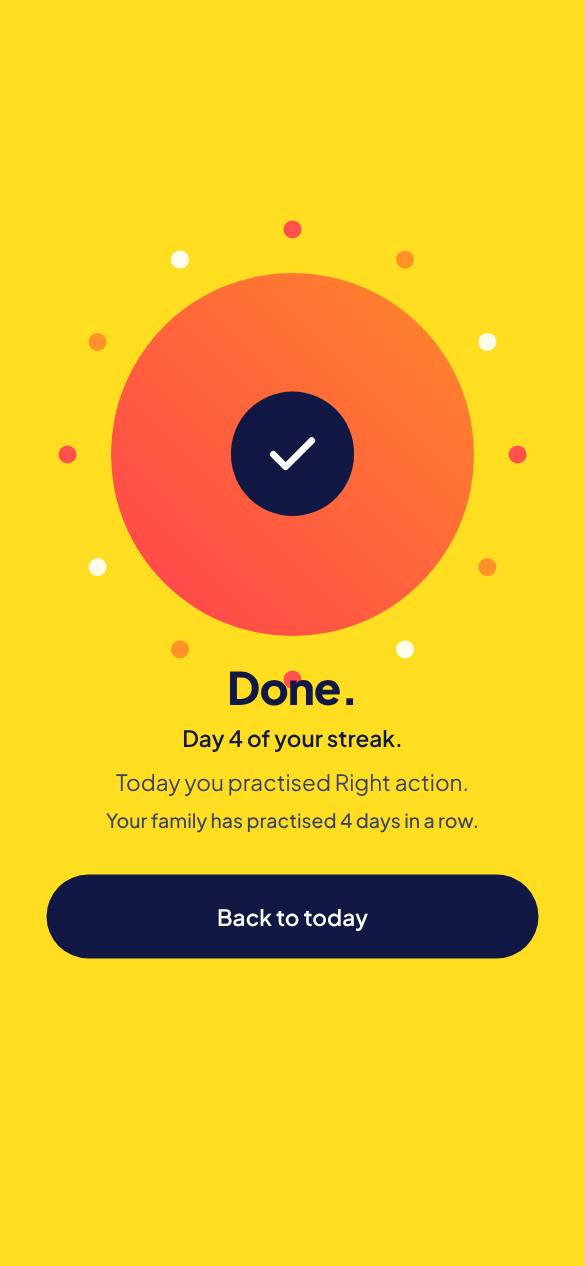 Done.
Day 4 of your streak.
Today you practised Right action.
Your family has practised 4 days in a row.
Back to today